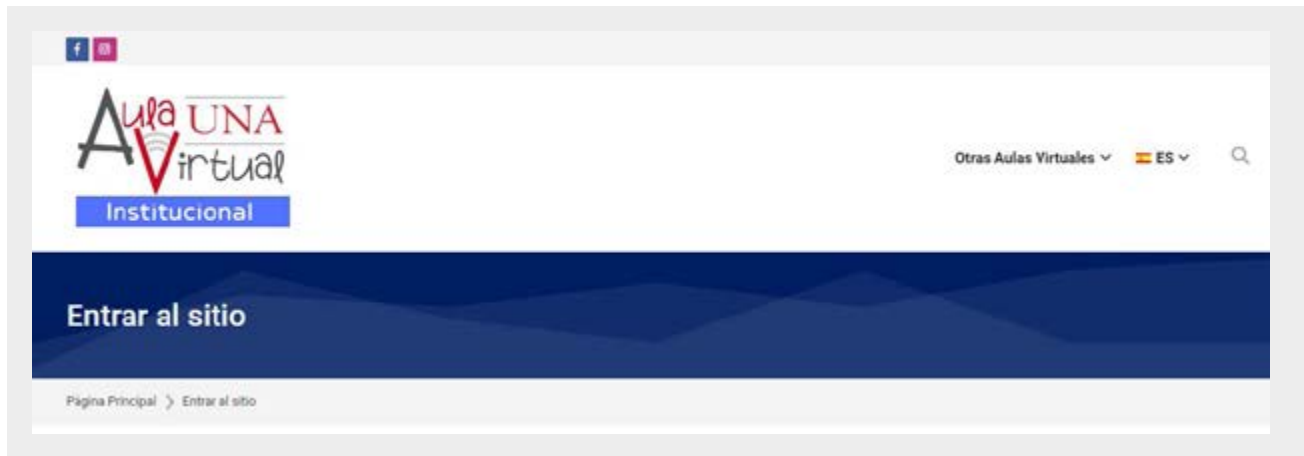 Aula UNA
Virtual
Institucional
Otras Aulas Virtuales ES
Entrar al sitio
Página Principal Entrar al sitio